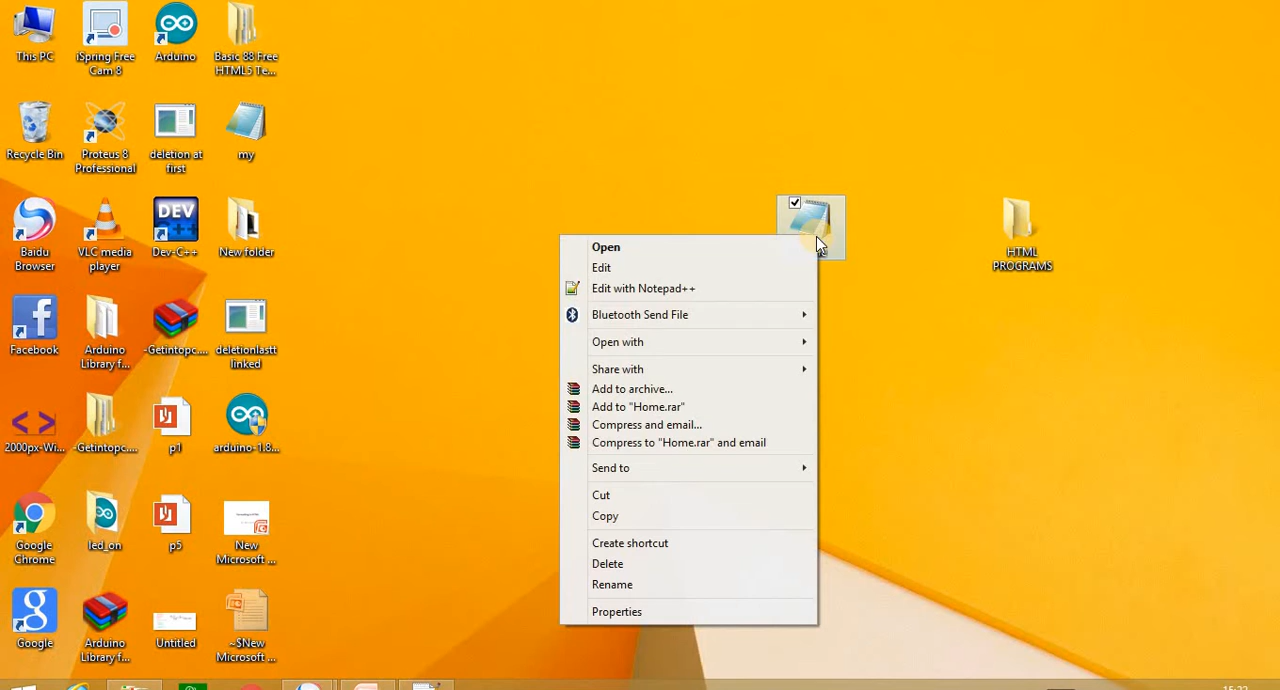 This PC
iSpring Free
Cam 8
Arduino
Basic 88 Free
HTML5 Te...
Recycle Bin
Proteus 8
Professional
deletion at
first
my
Baidu
Browser
VLC media
player
DEV
C++
Dev-C++
New folder
HTML
PROGRAMS
Facebook
Arduino
Library f...
-Getintopc....
deletionlastt
linked
2000px-Wi...
-Getintopc....
p1
arduino-1.8...
Google
Chrome
led_on
p5
New
Microsoft ...
Google
Arduino
Library f...
Untitled
~$New
Microsoft ...
Open
Edit
Edit with Notepad++
Bluetooth Send File
Open with
Share with
Add to archive...
Add to "Home.rar"
Compress and email...
Compress to "Home.rar" and email
Send to
Cut
Copy
Create shortcut
Delete
Rename
Properties